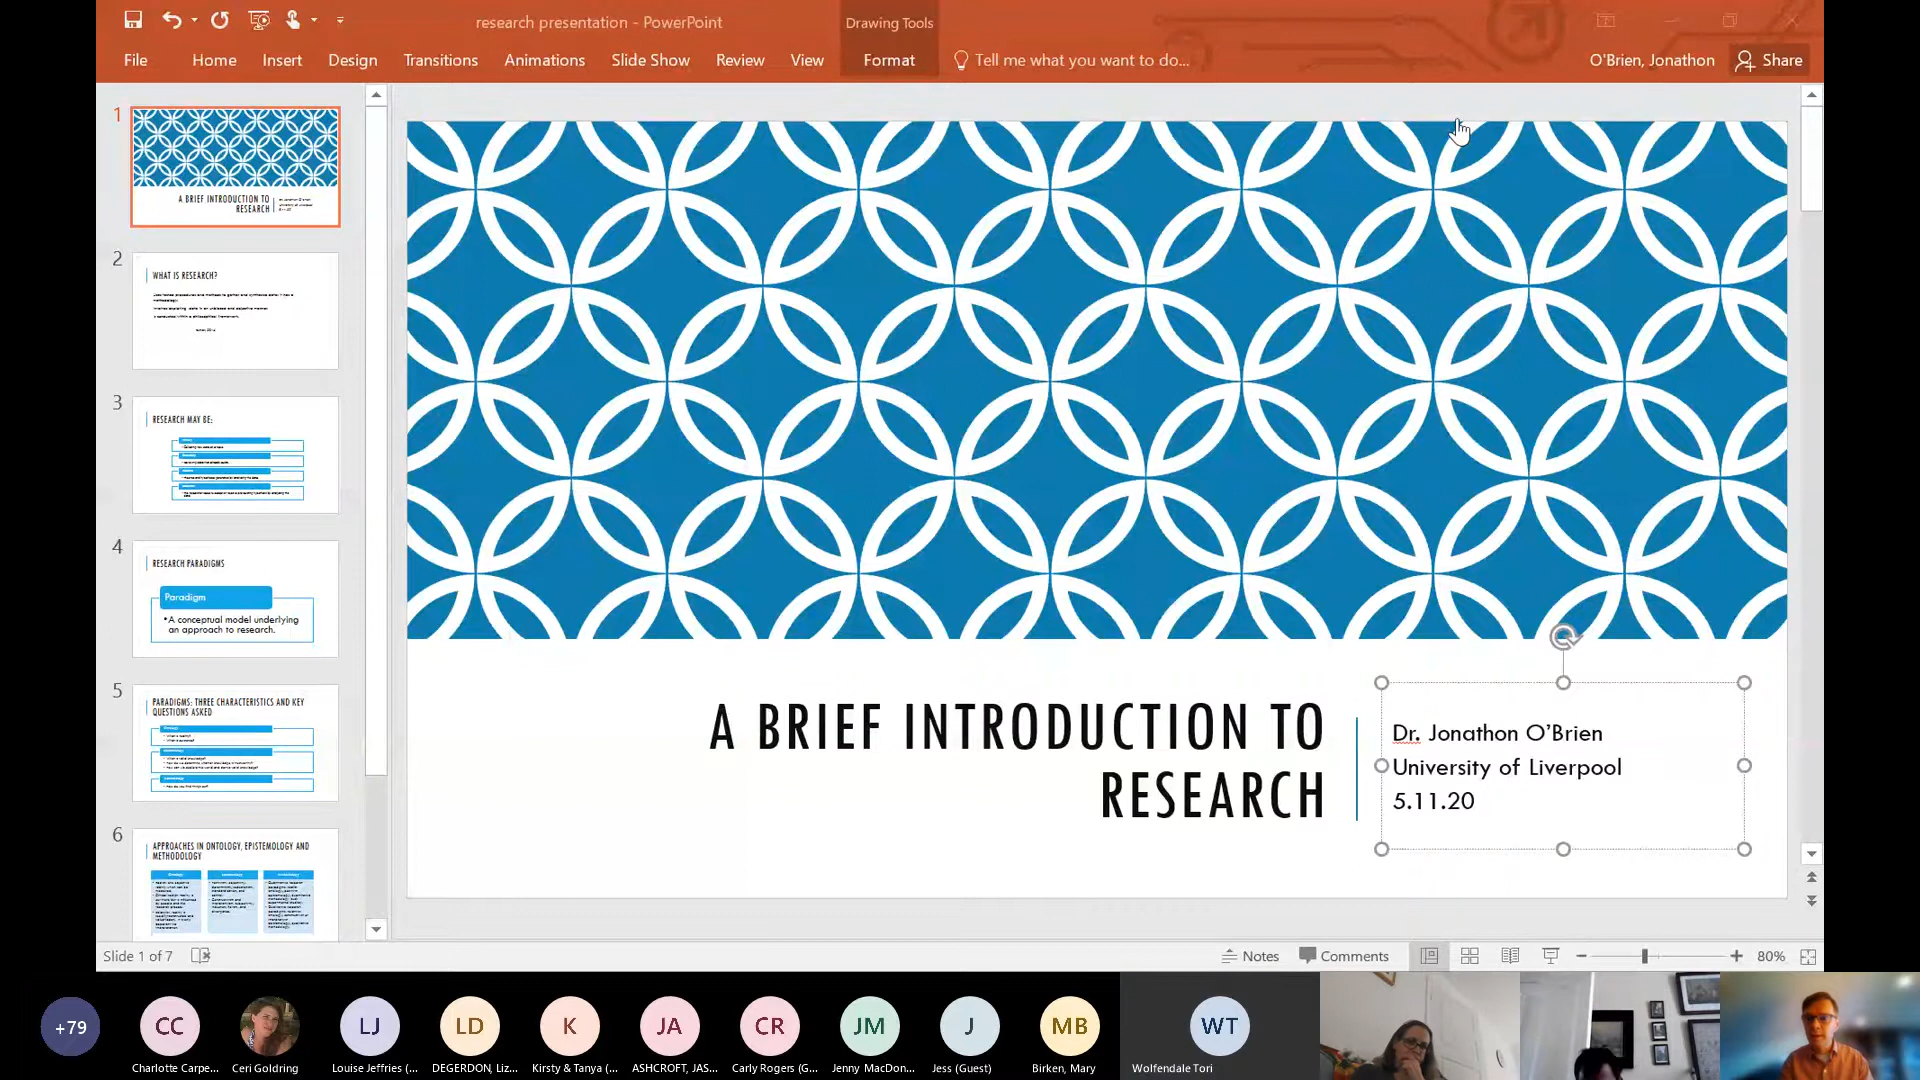 research presentation - PowerPoint
Drawing Tools
File
Home
Insert
Design
Transitions
Animations
Slide Show
Review
View
Format
Tell me what you want to do...
O'Brien, Jonathon
Share
1
A BRIEF INTRODUCTION TO
RESEARCH
2
WHAT IS RESEARCH?
3
RESEARCH MAY BE:
4
RESEARCH PARADIGMS
Paradigm
•A conceptual model underlying
an approach to research.
5
PARADIGMS: THREE CHARACTERISTICS AND KEY
QUESTIONS ASKED
6
APPROACHES IN ONTOLOGY, EPISTEMOLOGY AND
METHODOLOGY
A BRIEF INTRODUCTION TO
RESEARCH
Dr. Jonathon O’Brien
University of Liverpool
5.11.20
Slide 1 of 7
Notes
Comments
80%
+79
CC
LJ
LD
K
JA
CR
JM
J
MB
WT
Charlotte Carpe...
Ceri Goldring
Louise Jeffries (...
DEGERDON, Liz...
Kirsty & Tanya (...
ASHCROFT, JAS...
Carly Rogers (G...
Jenny MacDon...
Jess (Guest)
Birken, Mary
Wolfendale Tori